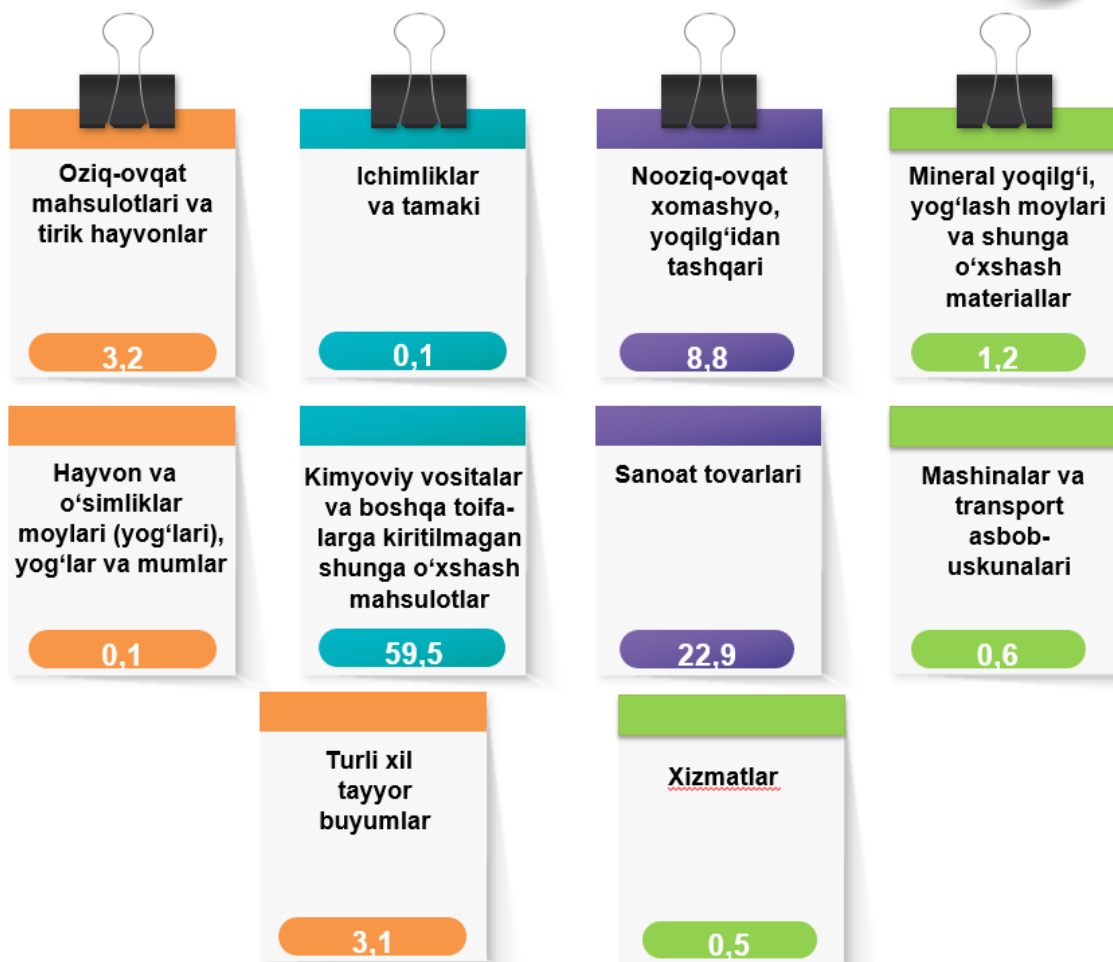 Oziq-ovqat
mahsulotlari va
tirik hayvonlar
3,2
Ichimliklar
va tamaki
0,1
Nooziq-ovqat
xomashyo,
yoqilg‘idan
tashqari
8,8
Mineral yoqilg‘i,
yog‘lash moylari
va shunga
o‘xshash
materiallar
1,2
Hayvon va
o‘simliklar
moylari (yog‘lari),
yog‘lar va mumlar
0,1
Kimyoviy vositalar
va boshqa toifa-
larga kiritilmagan
shunga o‘xshash
mahsulotlar
59,5
Sanoat tovarlari
22,9
Mashinalar va
transport
asbob-
uskunalari
0,6
Turli xil
tayyor
buyumlar
3,1
Xizmatlar
0,5